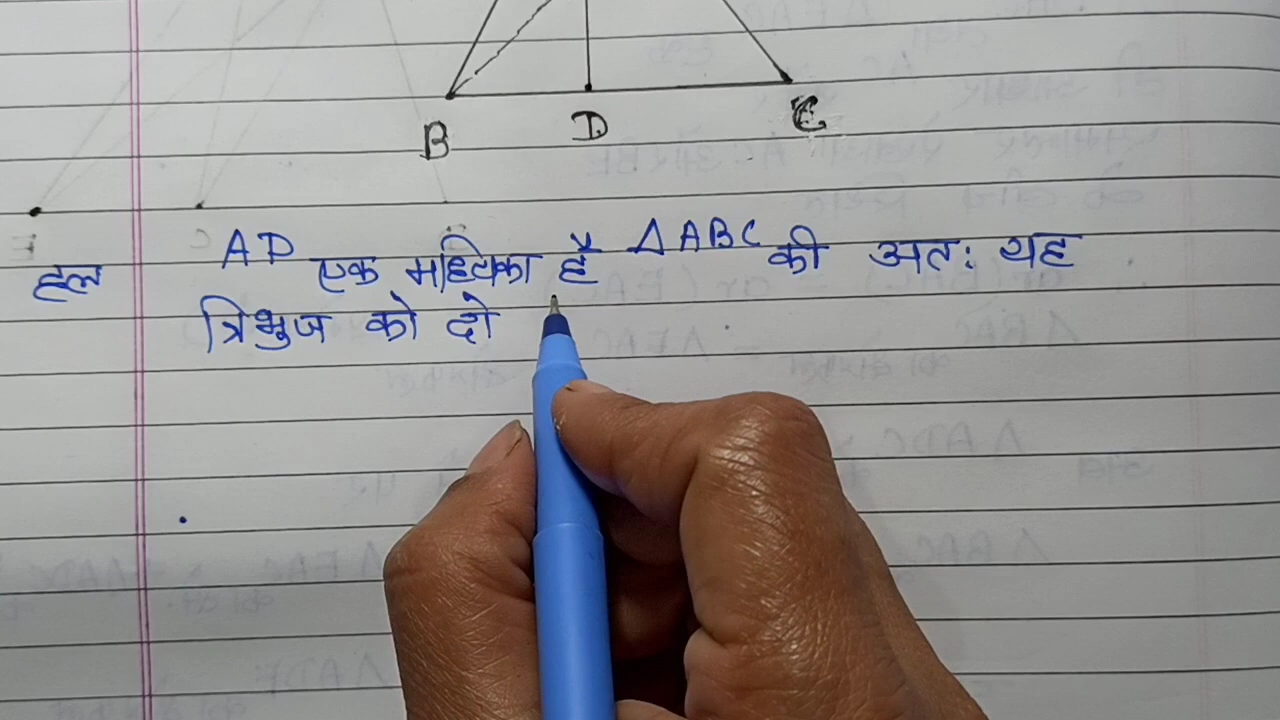 B D C
हल AD एक माध्यिका है ΔABC की अतः यह
त्रिभुज को दो